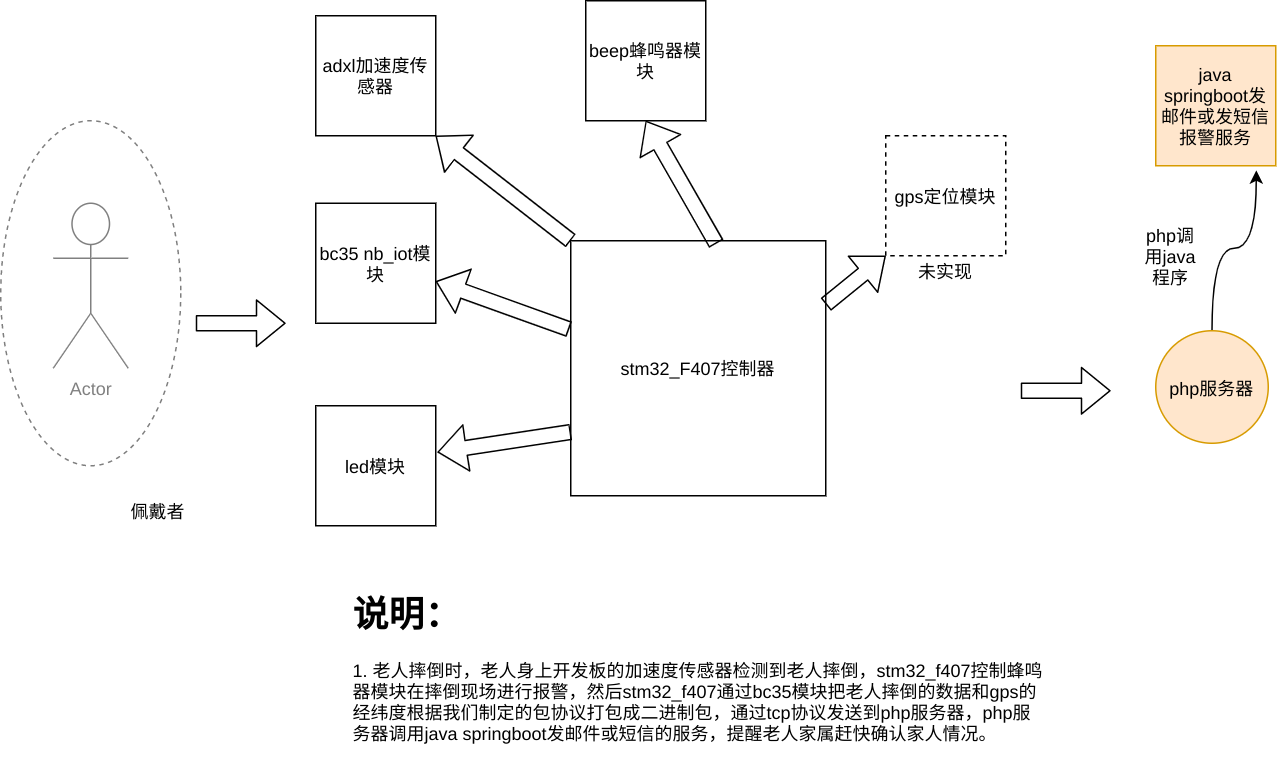 adxl加速度传
感器
beep蜂鸣器模
块
java
springboot发
邮件或发短信
报警服务
gps定位模块
未实现
bc35 nb_iot模
块
php调
用java
程序
Actor
stm32_F407控制器
php服务器
led模块
佩戴者
说明：
1. 老人摔倒时，老人身上开发板的加速度传感器检测到老人摔倒，stm32_f407控制蜂鸣
器模块在摔倒现场进行报警，然后stm32_f407通过bc35模块把老人摔倒的数据和gps的
经纬度根据我们制定的包协议打包成二进制包，通过tcp协议发送到php服务器，php服
务器调用java springboot发邮件或短信的服务，提醒老人家属赶快确认家人情况。